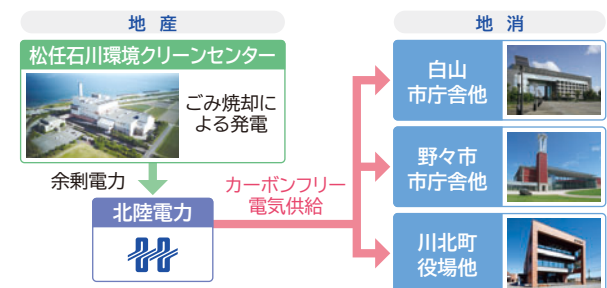 地 産
松任石川環境クリーンセンター
ごみ焼却に
よる発電
余剰電力
北陸電力
カーボンフリー
電気供給
地 消
白山
市庁舎他
野々市
市庁舎他
川北町
役場他